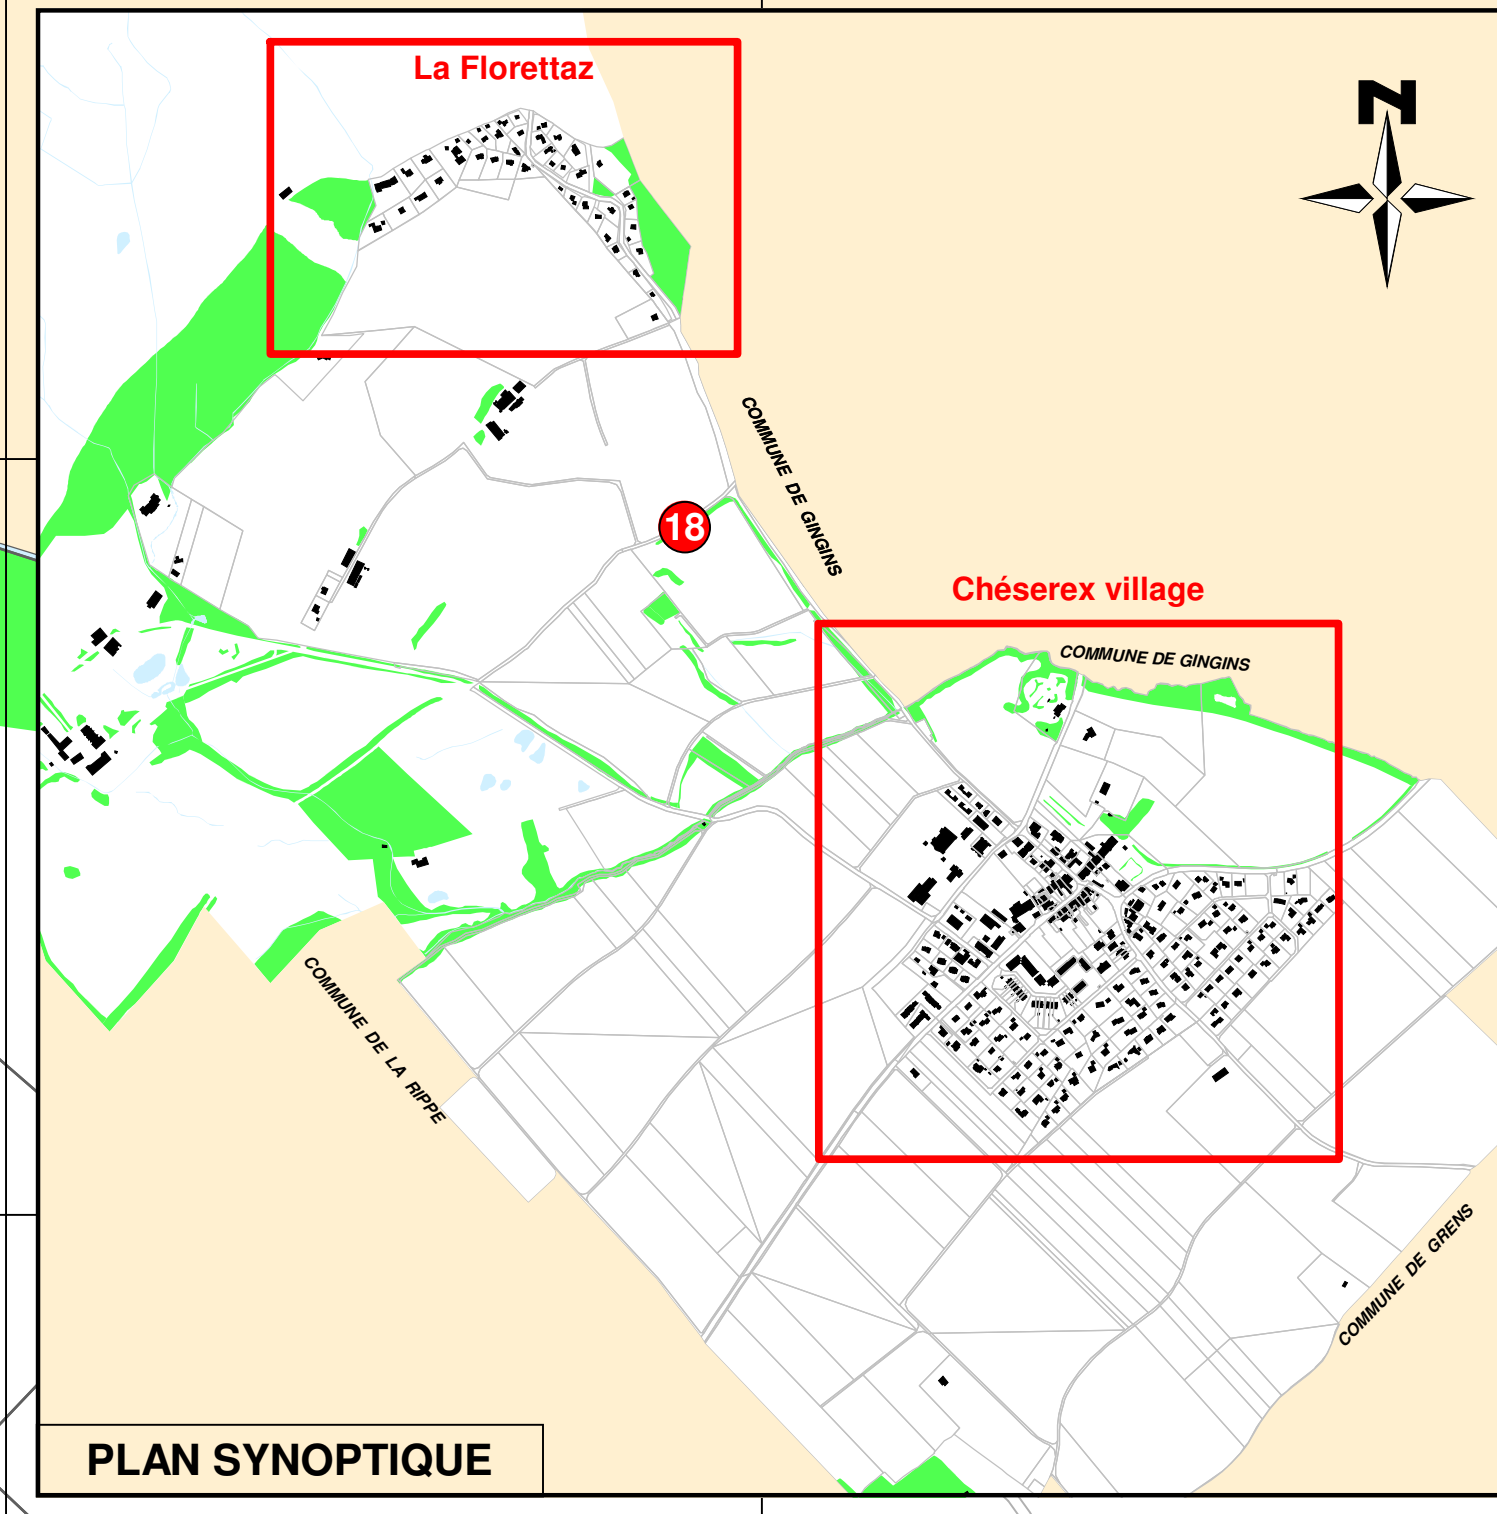 La Florettaz
N
COMMUNE DE GINGINS
18
Chéserex village
COMMUNE DE GINGINS
COMMUNE DE LA RIPPE
COMMUNE DE GRENS
PLAN SYNOPTIQUE